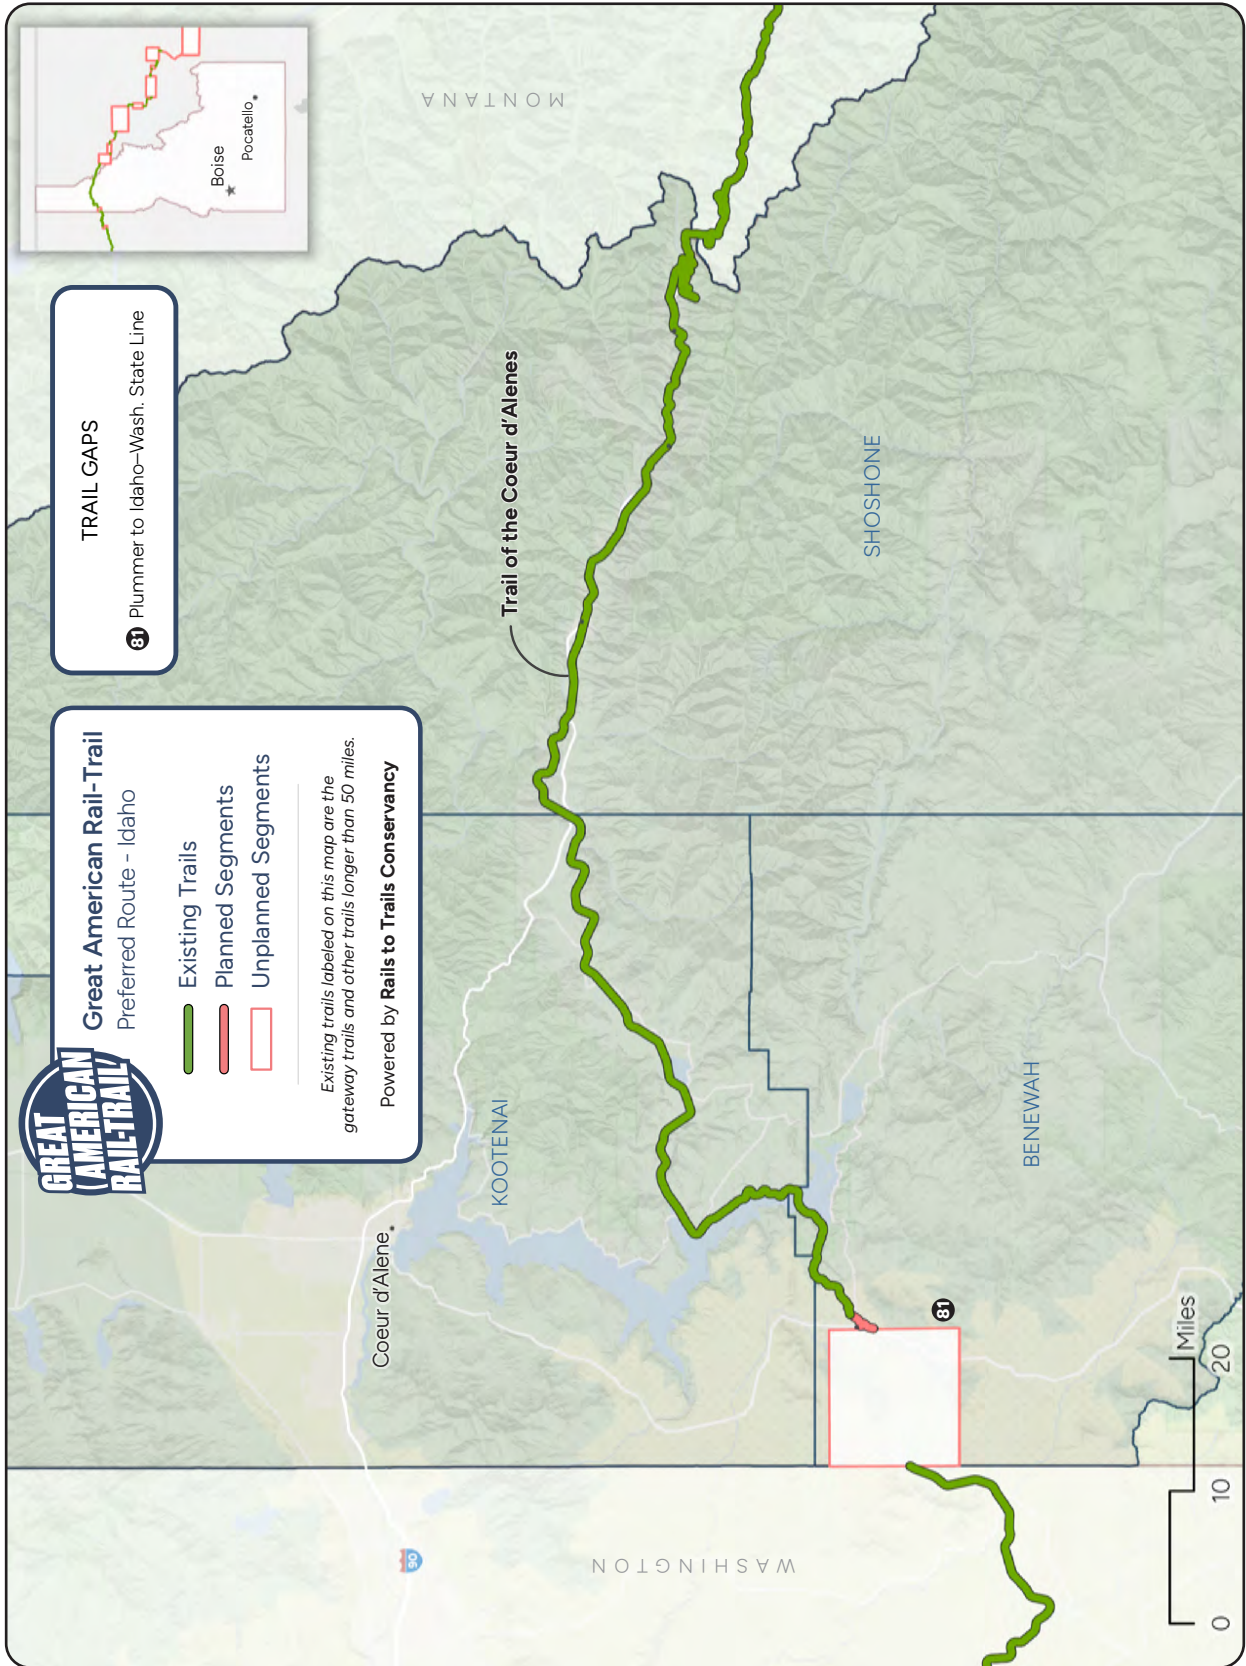 GREAT
AMERICAN
RAIL-TRAIL
Great American Rail-Trail
Preferred Route - Idaho
Existing Trails
Planned Segments
Unplanned Segments
Existing trails labeled on this map are the
gateway trails and other trails longer than 50 miles.
Powered by Rails to Trails Conservancy
TRAIL GAPS
81 Plummer to Idaho–Wash. State Line
Boise
Pocatello
MONTANA
Trail of the Coeur d'Alenes
Coeur d'Alene
KOOTENAI
SHOSHONE
BENEWAH
81
90
WASHINGTON
0 10 20
Miles